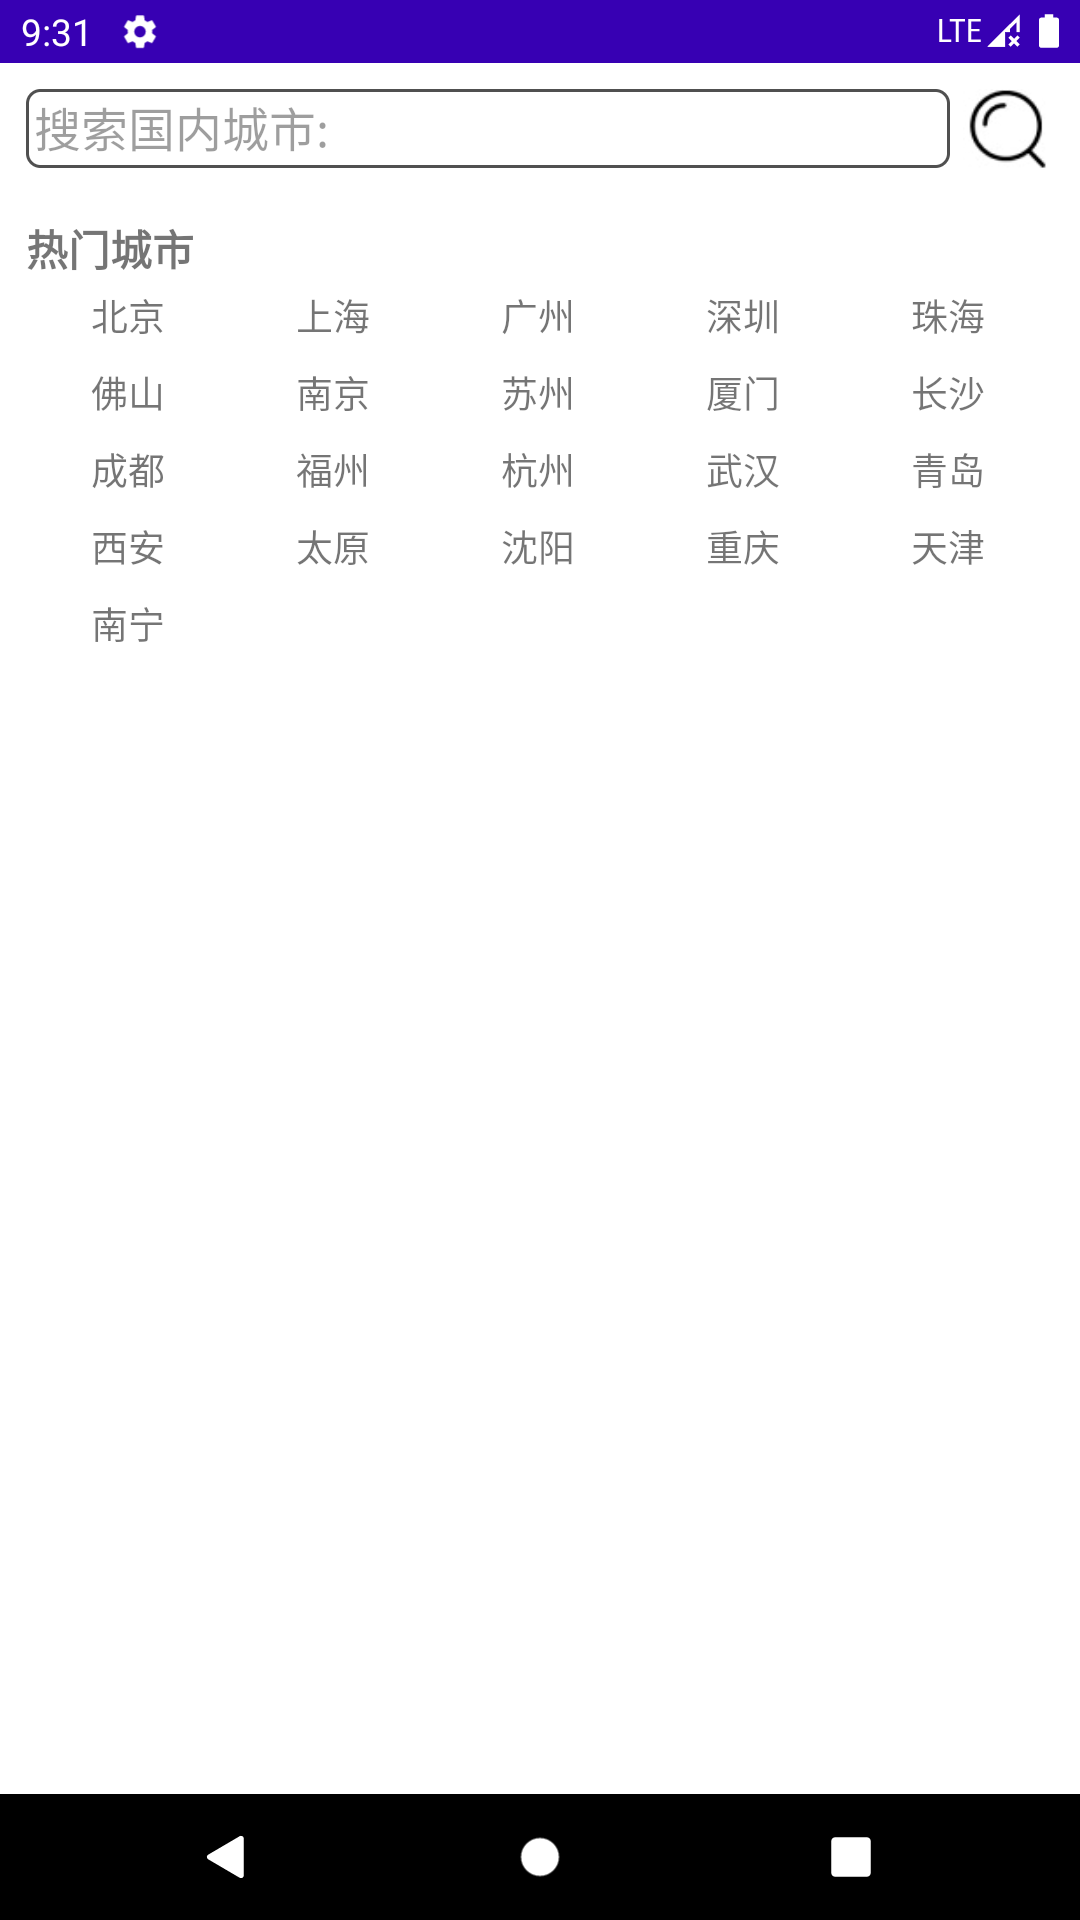 9:31 LTE
搜索国内城市:
热门城市
北京 上海 广州 深圳 珠海
佛山 南京 苏州 厦门 长沙
成都 福州 杭州 武汉 青岛
西安 太原 沈阳 重庆 天津
南宁